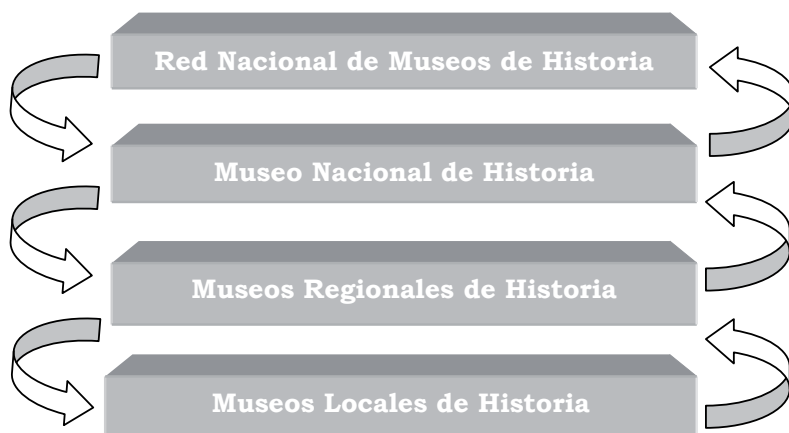 Red Nacional de Museos de Historia
Museo Nacional de Historia
Museos Regionales de Historia
Museos Locales de Historia